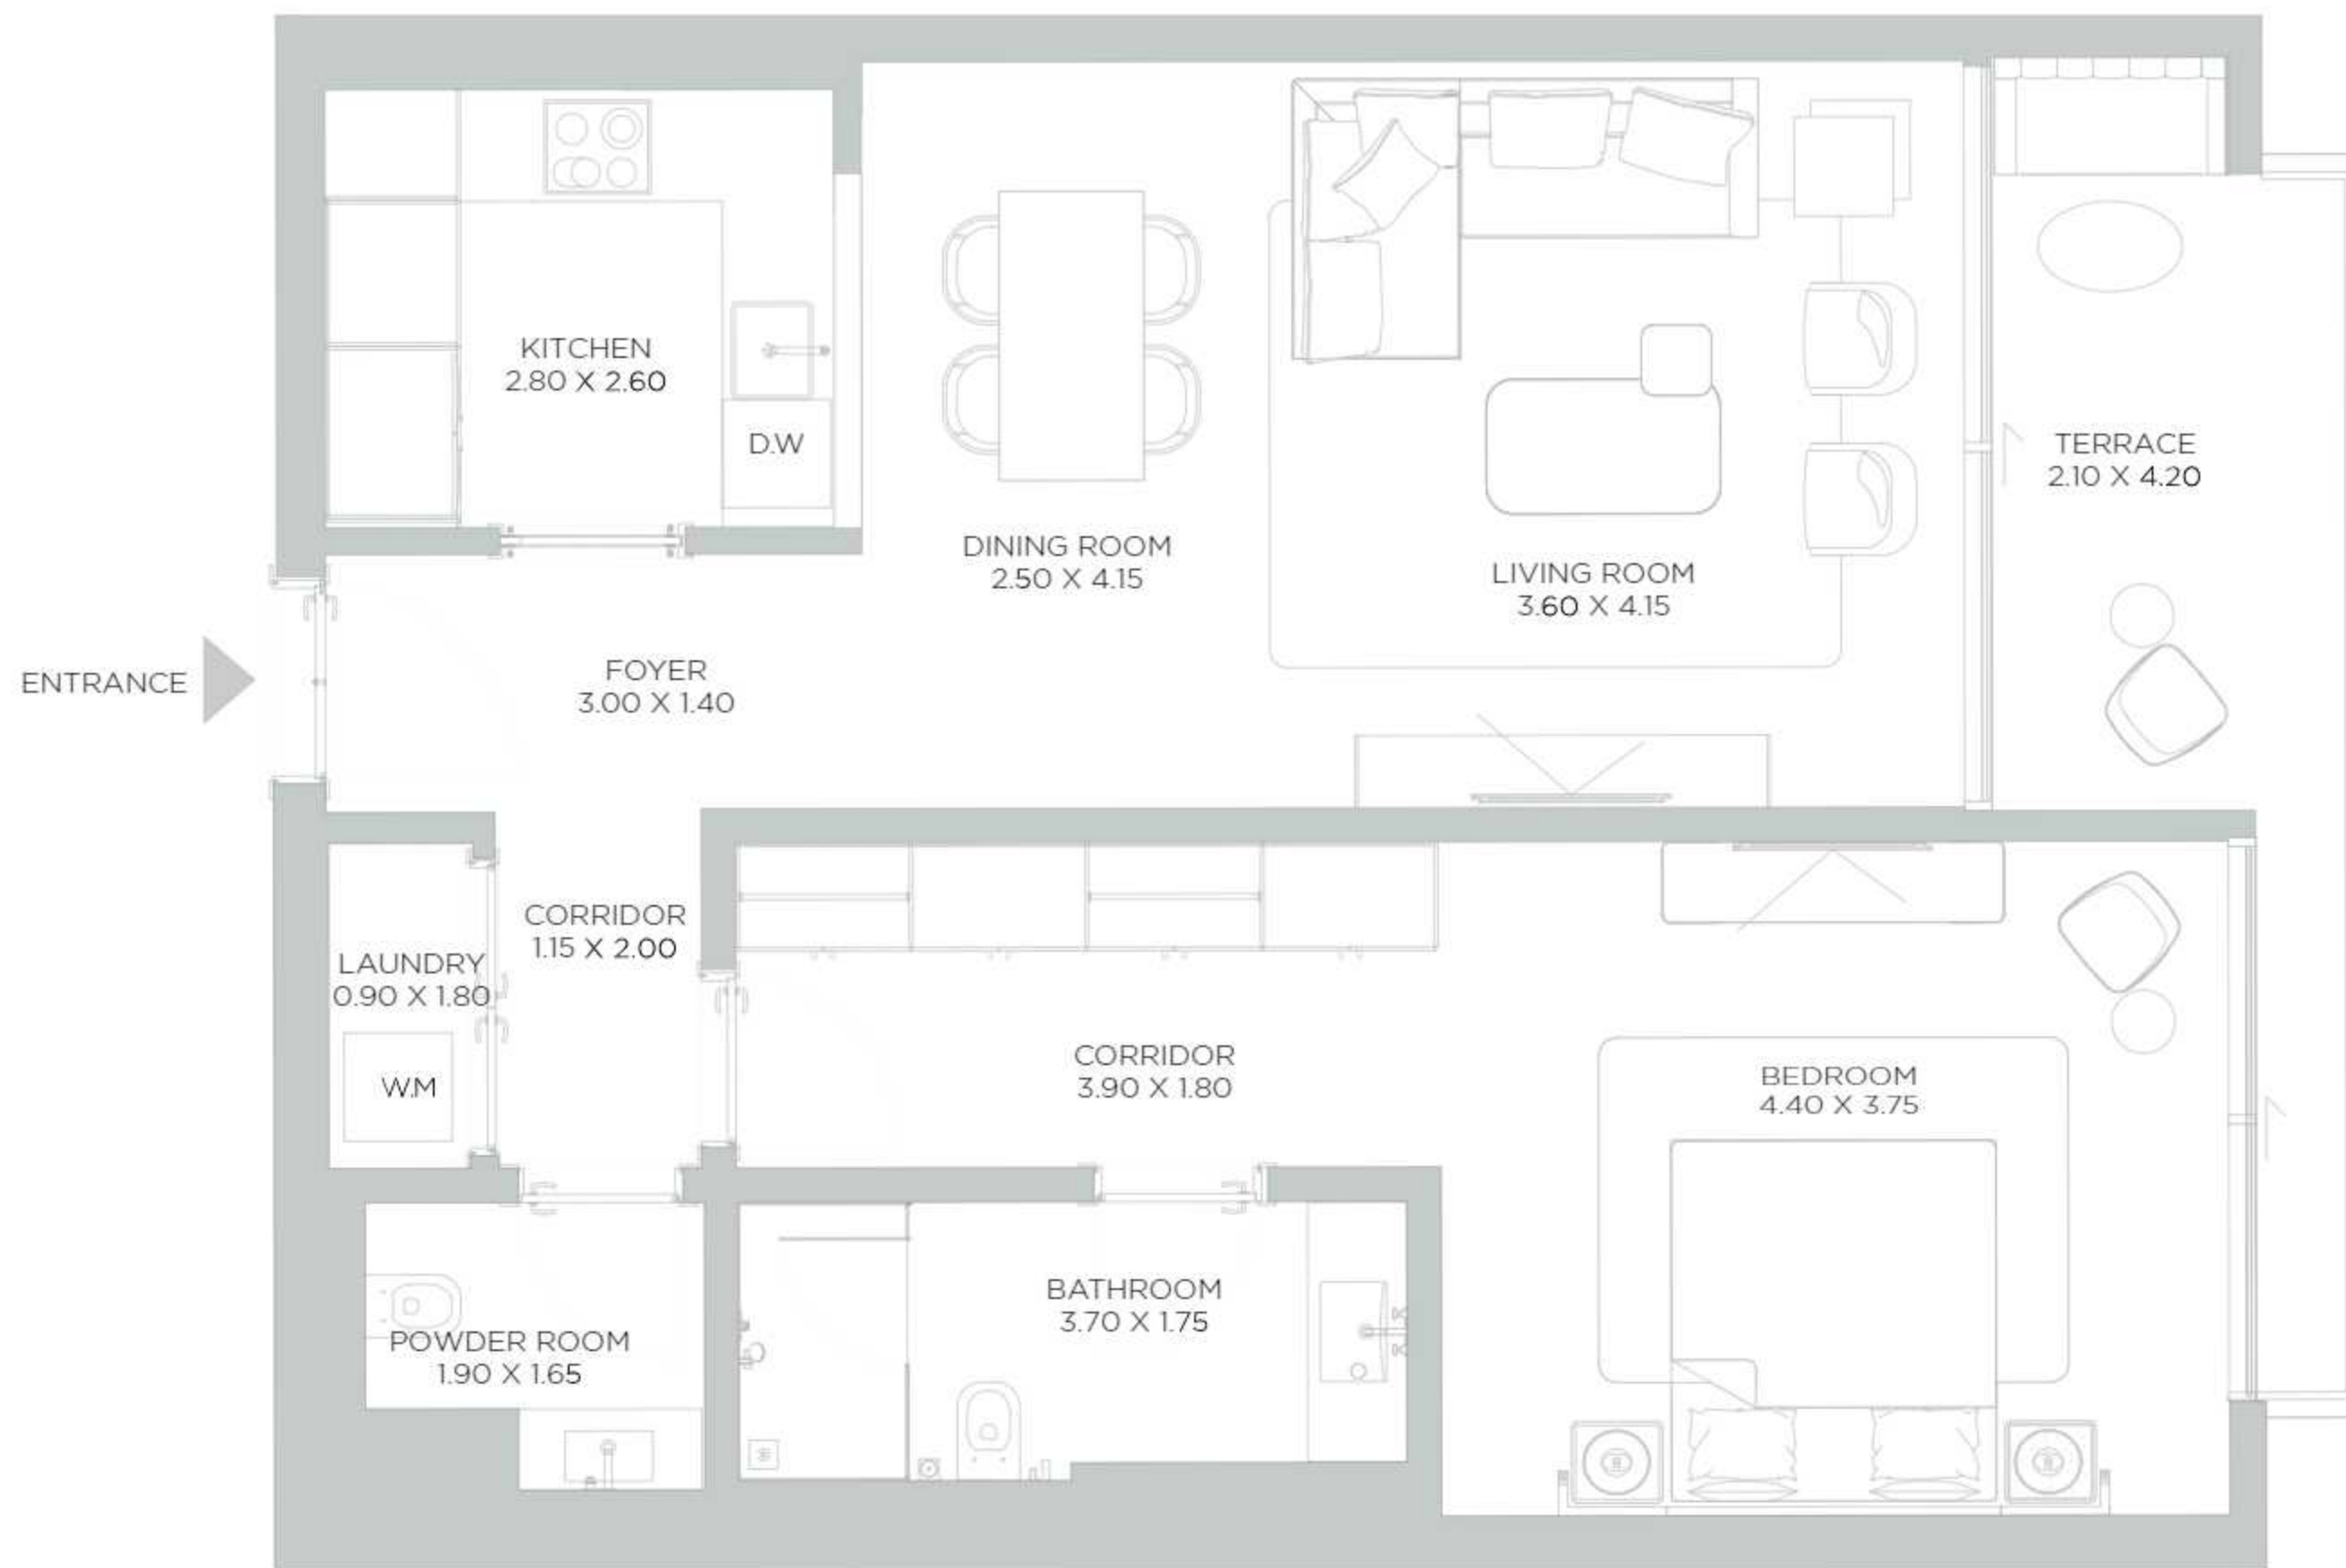 KITCHEN
2.80 X 2.60
D.W
TERRACE
2.10 X 4.20
DINING ROOM
2.50 X 4.15
LIVING ROOM
3.60 X 4.15
ENTRANCE
FOYER
3.00 X 1.40
CORRIDOR
1.15 X 2.00
LAUNDRY
0.90 X 1.80
W.M
CORRIDOR
3.90 X 1.80
BEDROOM
4.40 X 3.75
BATHROOM
3.70 X 1.75
POWDER ROOM
1.90 X 1.65